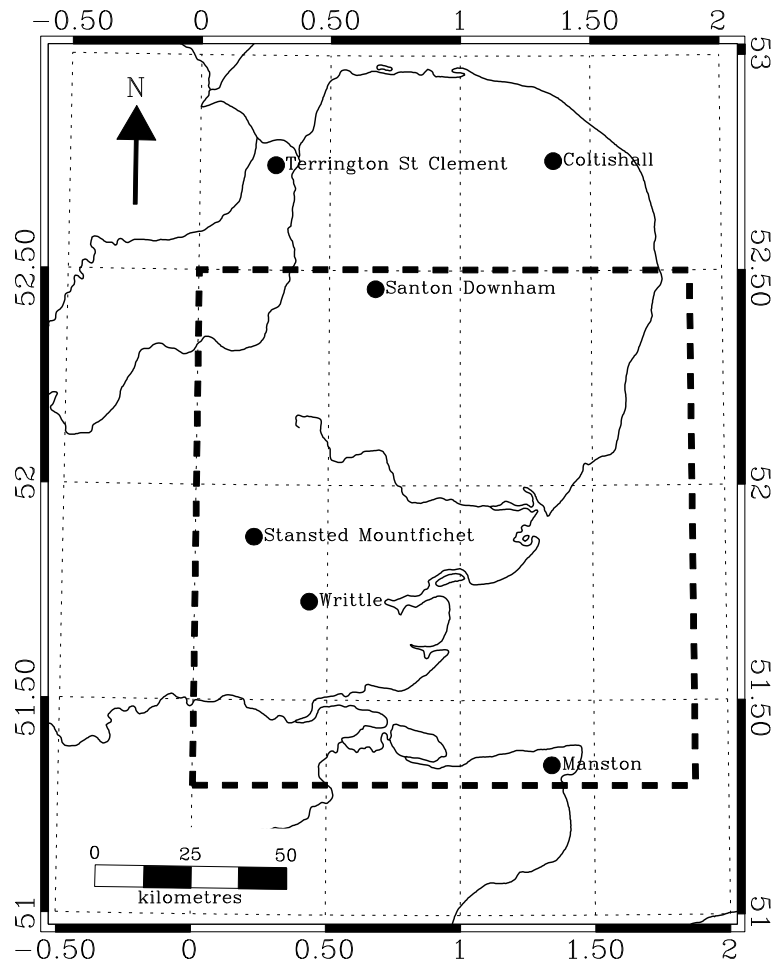 -0.50 0 0.50 1 1.50 2
53
N
Terrington St Clement
Coltishall
52.50
52.50
Santon Downham
52
52
Stansted Mountfichet
Writtle
51.50
51.50
Manston
0 25 50
kilometres
51
51
-0.50 0 0.50 1 1.50 2